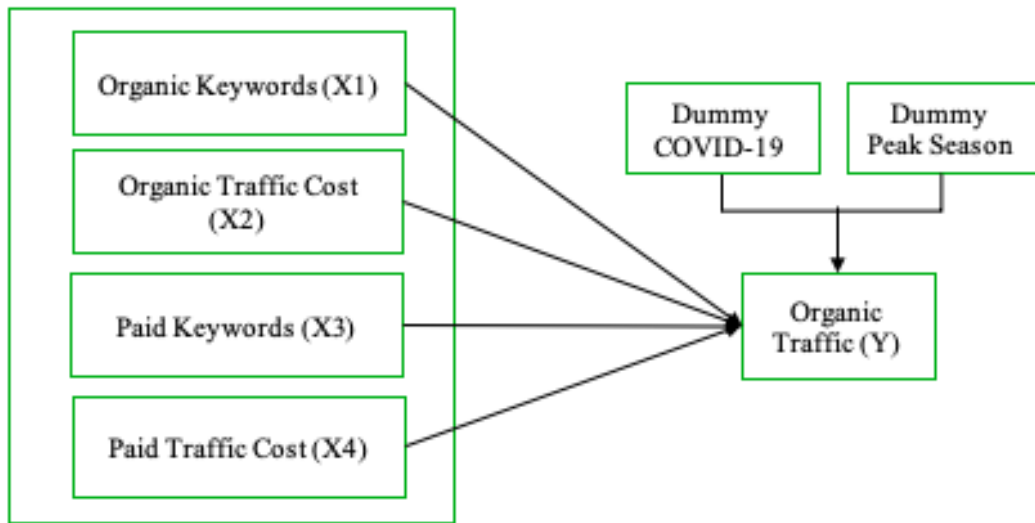 Organic Keywords (X1)
Organic Traffic Cost
(X2)
Paid Keywords (X3)
Paid Traffic Cost (X4)
Dummy
COVID-19
Dummy
Peak Season
Organic
Traffic (Y)